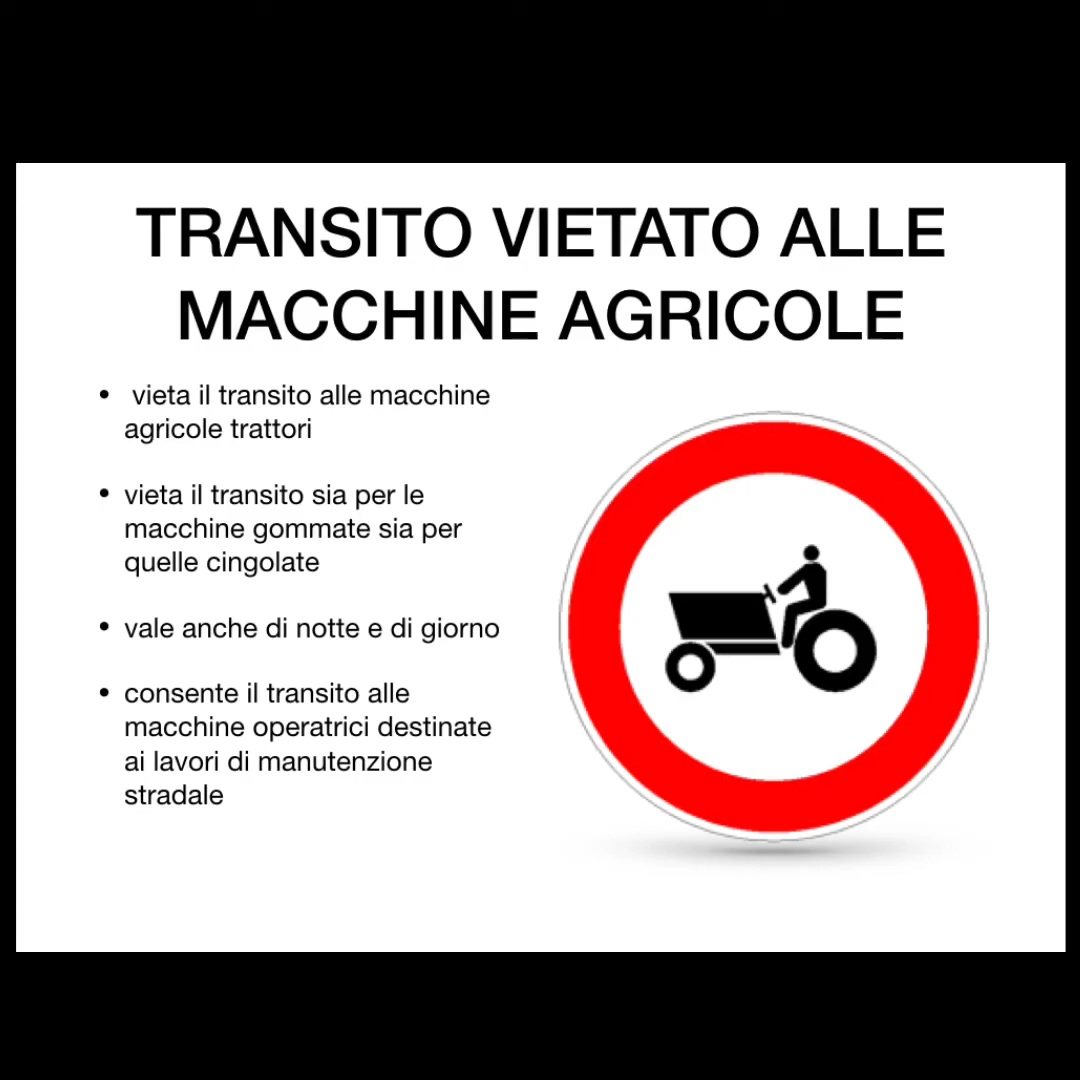 TRANSITO VIETATO ALLE
MACCHINE AGRICOLE
• vieta il transito alle macchine
agricole trattori
• vieta il transito sia per le
macchine gommate sia per
quelle cingolate
• vale anche di notte e di giorno
• consente il transito alle
macchine operatrici destinate
ai lavori di manutenzione
stradale